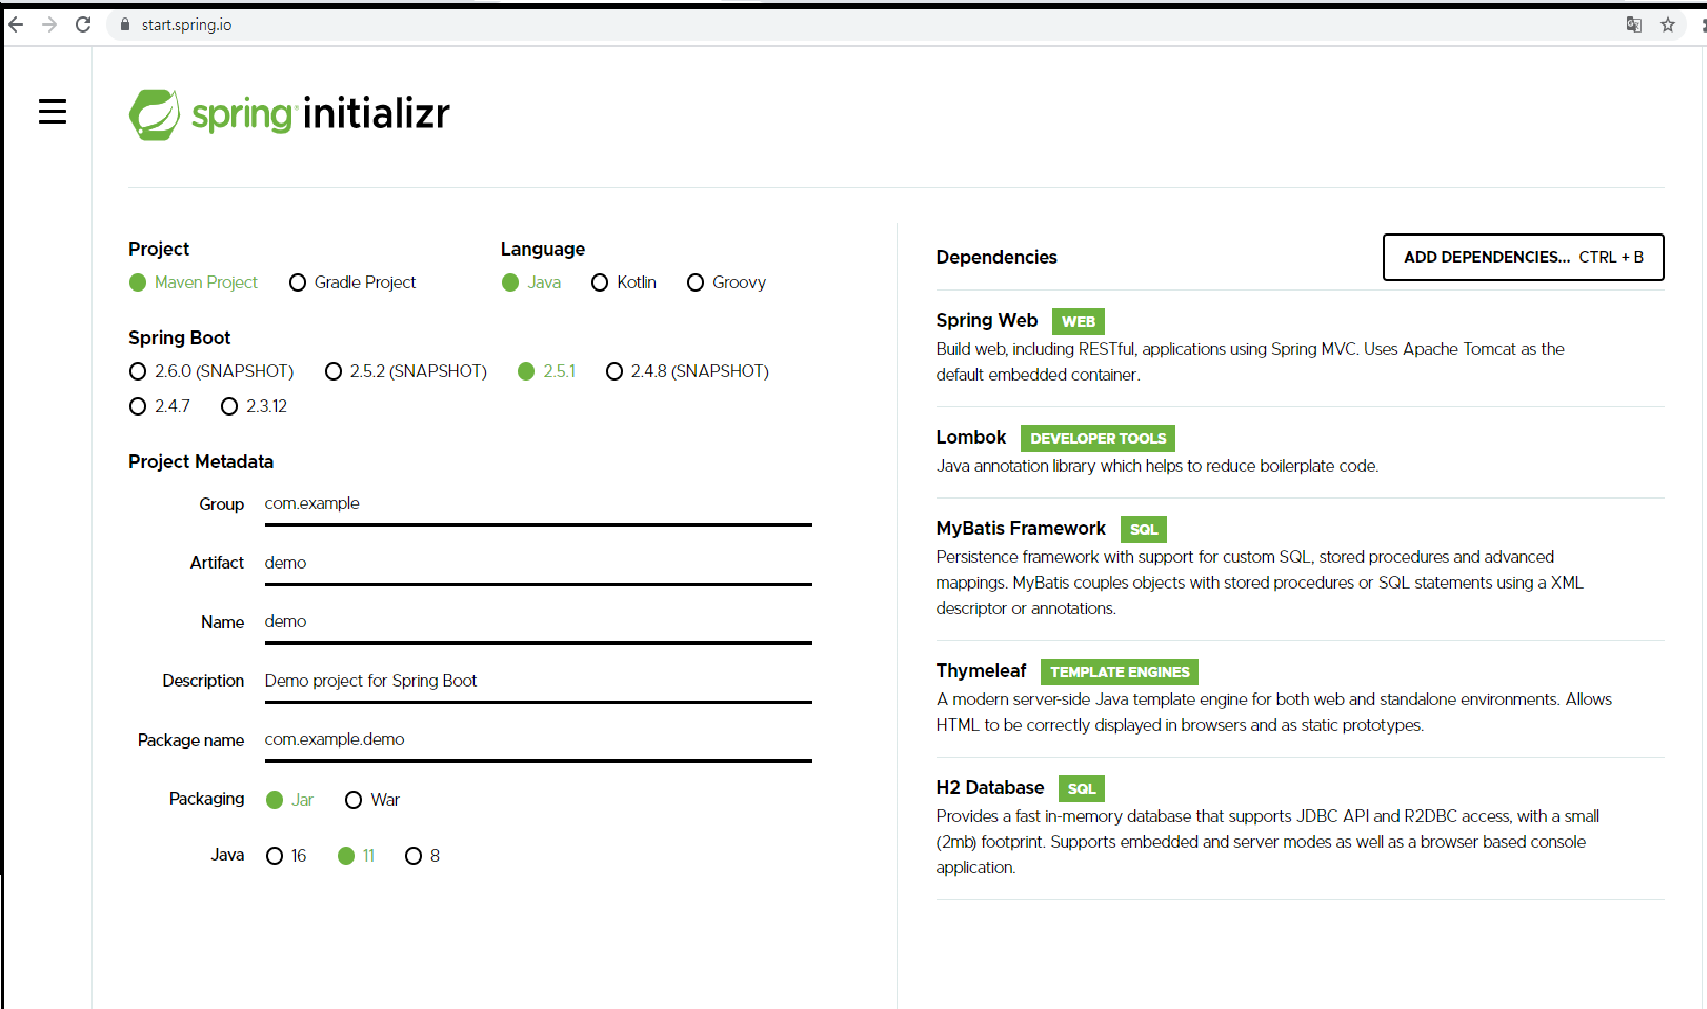 start.spring.io
spring initializr
Project
Maven Project Gradle Project
Language
Java Kotlin Groovy
Spring Boot
2.6.0 (SNAPSHOT) 2.5.2 (SNAPSHOT) 2.5.1 2.4.8 (SNAPSHOT)
2.4.7 2.3.12
Project Metadata
Group com.example
Artifact demo
Name demo
Description Demo project for Spring Boot
Package name com.example.demo
Packaging Jar War
Java 16 11 8
Dependencies ADD DEPENDENCIES... CTRL + B
Spring Web WEB
Build web, including RESTful, applications using Spring MVC. Uses Apache Tomcat as the
default embedded container.
Lombok DEVELOPER TOOLS
Java annotation library which helps to reduce boilerplate code.
MyBatis Framework SQL
Persistence framework with support for custom SQL, stored procedures and advanced
mappings. MyBatis couples objects with stored procedures or SQL statements using a XML
descriptor or annotations.
Thymeleaf TEMPLATE ENGINES
A modern server-side Java template engine for both web and standalone environments. Allows
HTML to be correctly displayed in browsers and as static prototypes.
H2 Database SQL
Provides a fast in-memory database that supports JDBC API and R2DBC access, with a small
(2mb) footprint. Supports embedded and server modes as well as a browser based console
application.